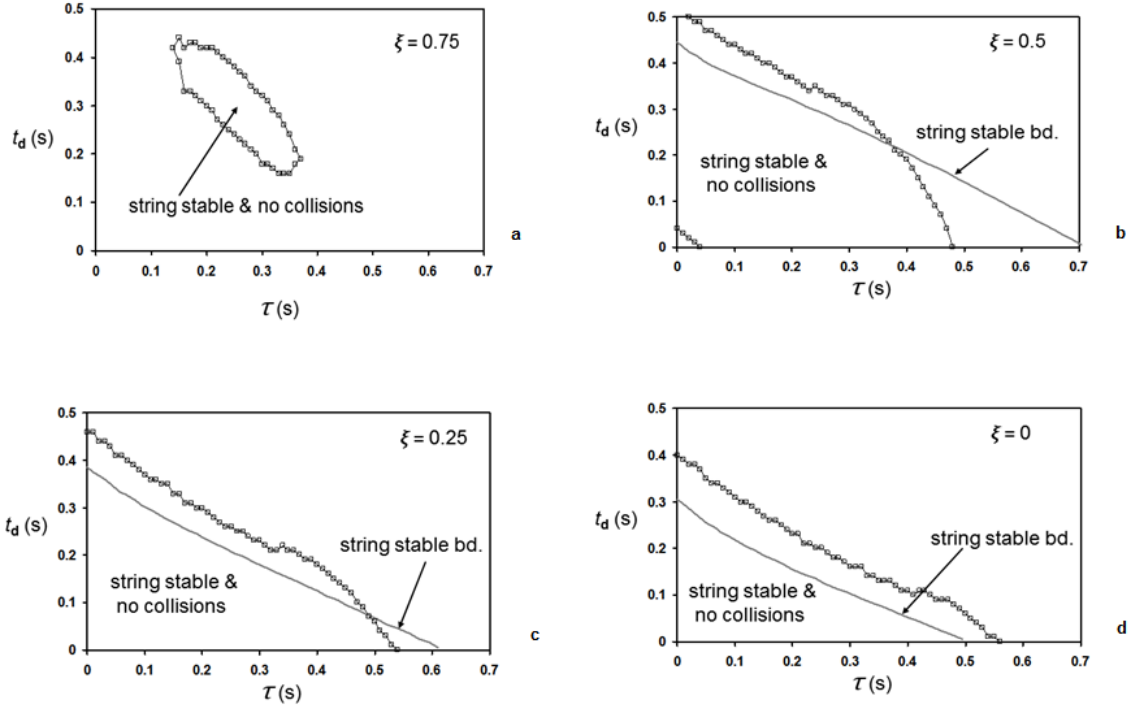 0.5
0.4
0.3
0.2
0.1
0
t_d (s)
ξ = 0.75
string stable & no collisions
0 0.1 0.2 0.3 0.4 0.5 0.6 0.7
τ (s)
a
0.5
0.4
0.3
0.2
0.1
0
t_d (s)
ξ = 0.5
string stable bd.
string stable &
no collisions
0 0.1 0.2 0.3 0.4 0.5 0.6 0.7
τ (s)
b
0.5
0.4
0.3
0.2
0.1
0
t_d (s)
ξ = 0.25
string stable bd.
string stable &
no collisions
0 0.1 0.2 0.3 0.4 0.5 0.6 0.7
τ (s)
c
0.5
0.4
0.3
0.2
0.1
0
t_d (s)
ξ = 0
string stable bd.
string stable &
no collisions
0 0.1 0.2 0.3 0.4 0.5 0.6 0.7
τ (s)
d